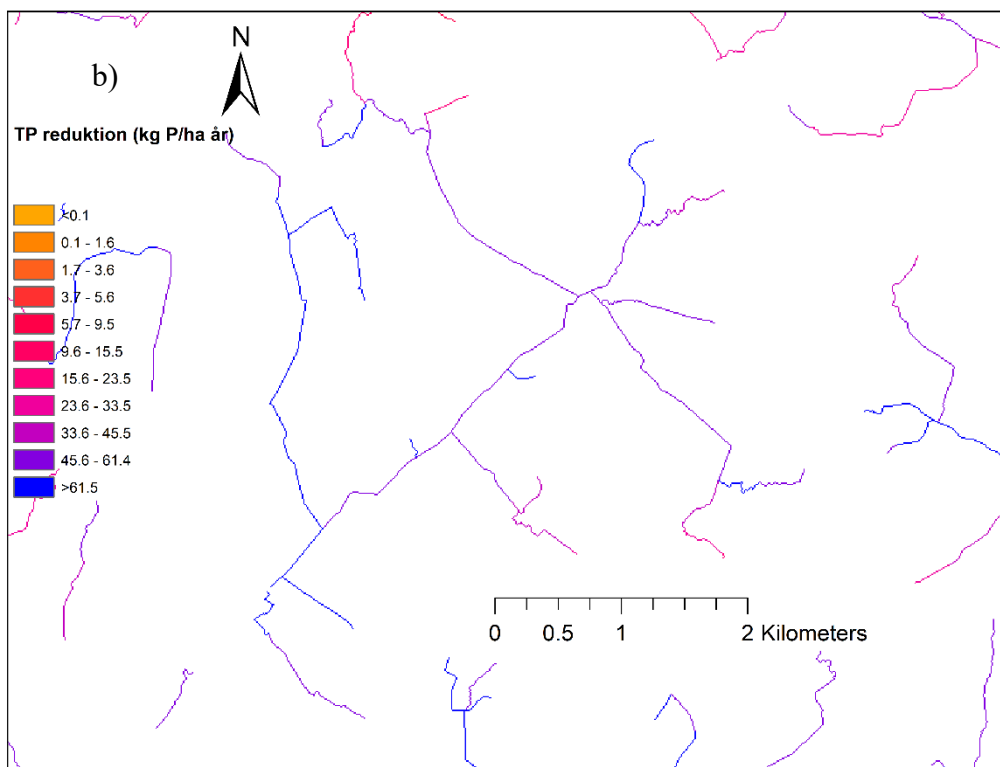 N
b)
TP reduktion (kg P/ha år)
<0.1
0.1 - 1.6
1.7 - 3.6
3.7 - 5.6
5.7 - 9.5
9.6 - 15.5
15.6 - 23.5
23.6 - 33.5
33.6 - 45.5
45.6 - 61.4
>61.5
0 0.5 1 2 Kilometers